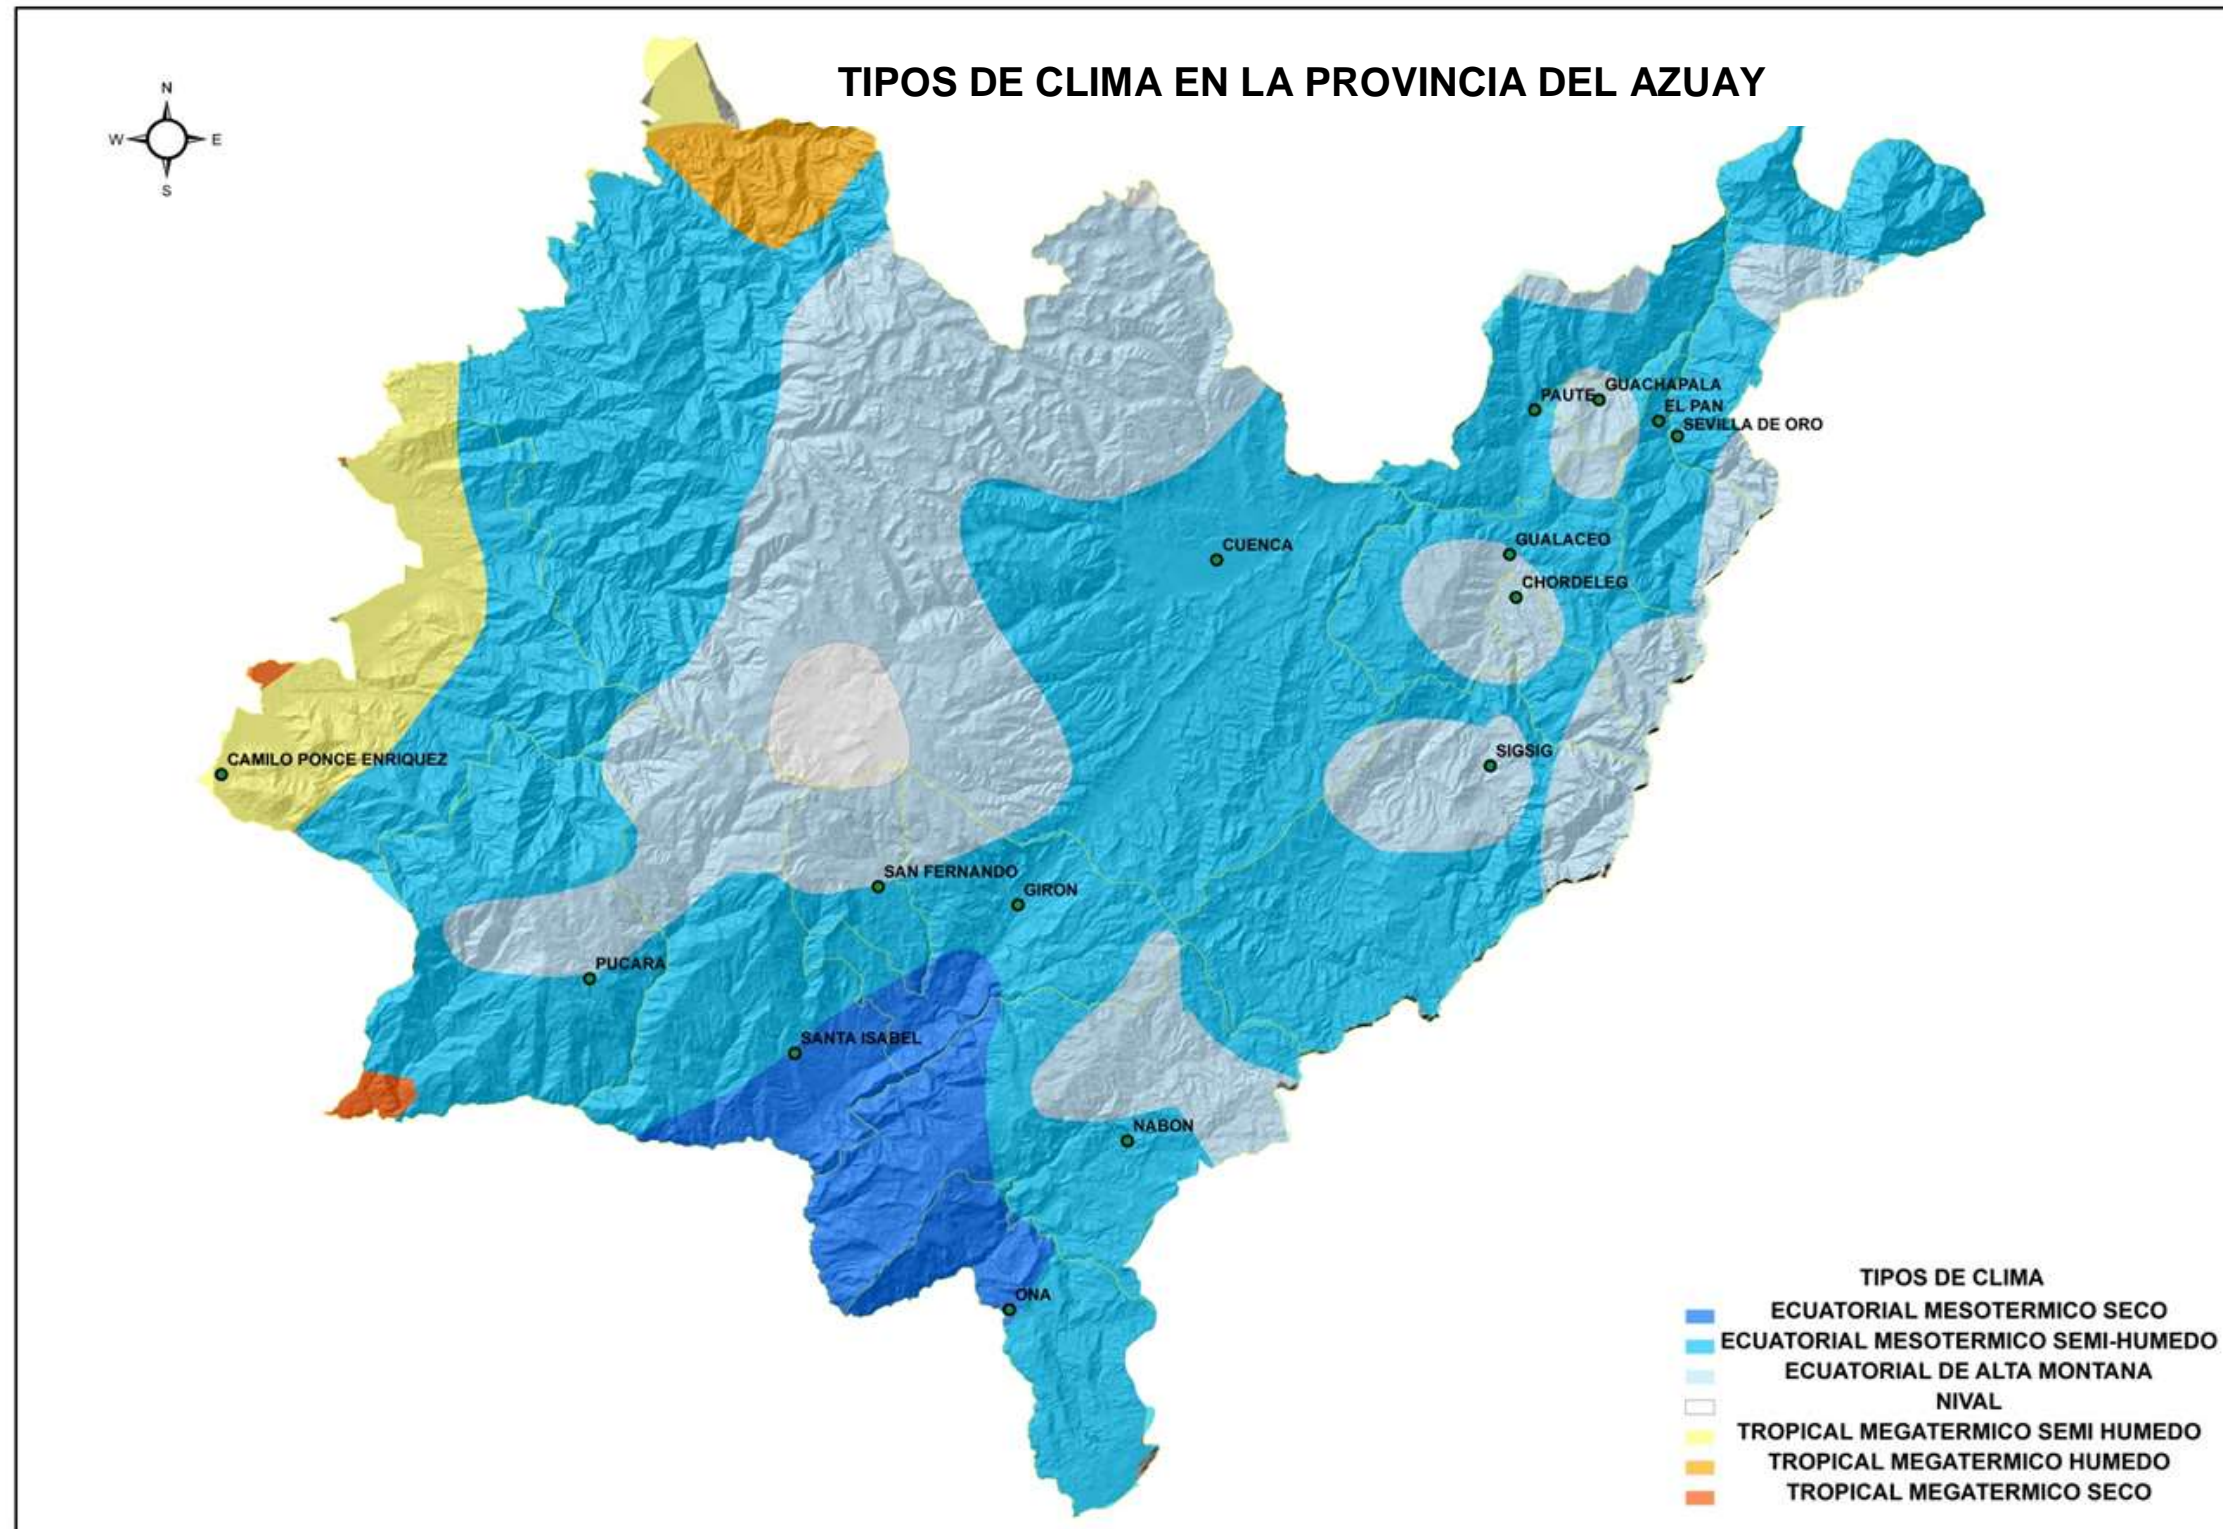 TIPOS DE CLIMA EN LA PROVINCIA DEL AZUAY
N
W E
S
GUACHAPALA
PAUTE
EL PAN
SEVILLA DE ORO
GUALACEO
CUENCA
CHORDELEG
SIGSIG
CAMILO PONCE ENRIQUEZ
SAN FERNANDO
GIRON
PUCARA
SANTA ISABEL
NABON
ONA
TIPOS DE CLIMA
ECUATORIAL MESOTERMICO SECO
ECUATORIAL MESOTERMICO SEMI-HUMEDO
ECUATORIAL DE ALTA MONTANA
NIVAL
TROPICAL MEGATERMICO SEMI HUMEDO
TROPICAL MEGATERMICO HUMEDO
TROPICAL MEGATERMICO SECO